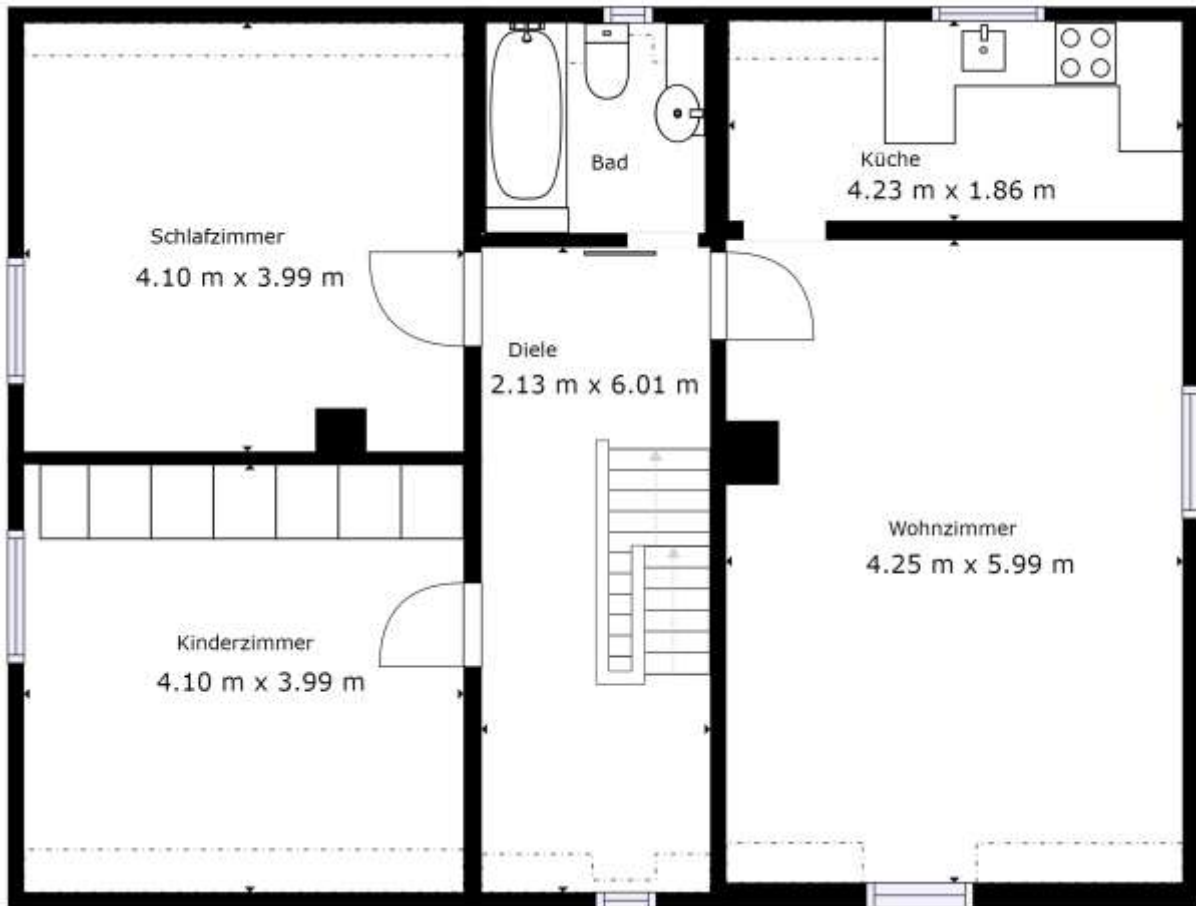 Bad
Küche
4.23 m x 1.86 m
Schlafzimmer
4.10 m x 3.99 m
Diele
2.13 m x 6.01 m
Wohnzimmer
4.25 m x 5.99 m
Kinderzimmer
4.10 m x 3.99 m